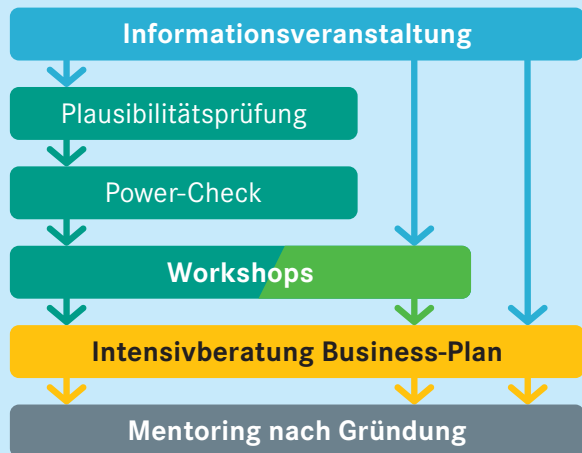 Informationsveranstaltung
Plausibilitätsprüfung
Power-Check
Workshops
Intensivberatung Business-Plan
Mentoring nach Gründung